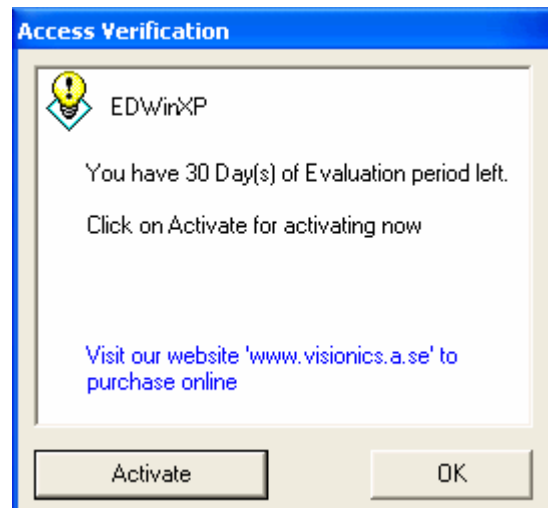 Access Verification
EDWinXP
You have 30 Day(s) of Evaluation period left.
Click on Activate for activating now
Visit our website 'www.visionics.a.se' to
purchase online
Activate
OK